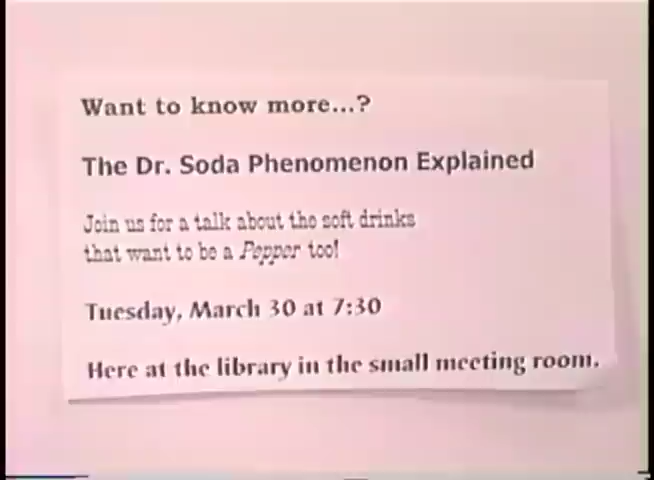 Want to know more...?
The Dr. Soda Phenomenon Explained
Join us for a talk about the soft drinks
that want to be a Pepper too!
Tuesday, March 30 at 7:30
Here at the library in the small meeting room.